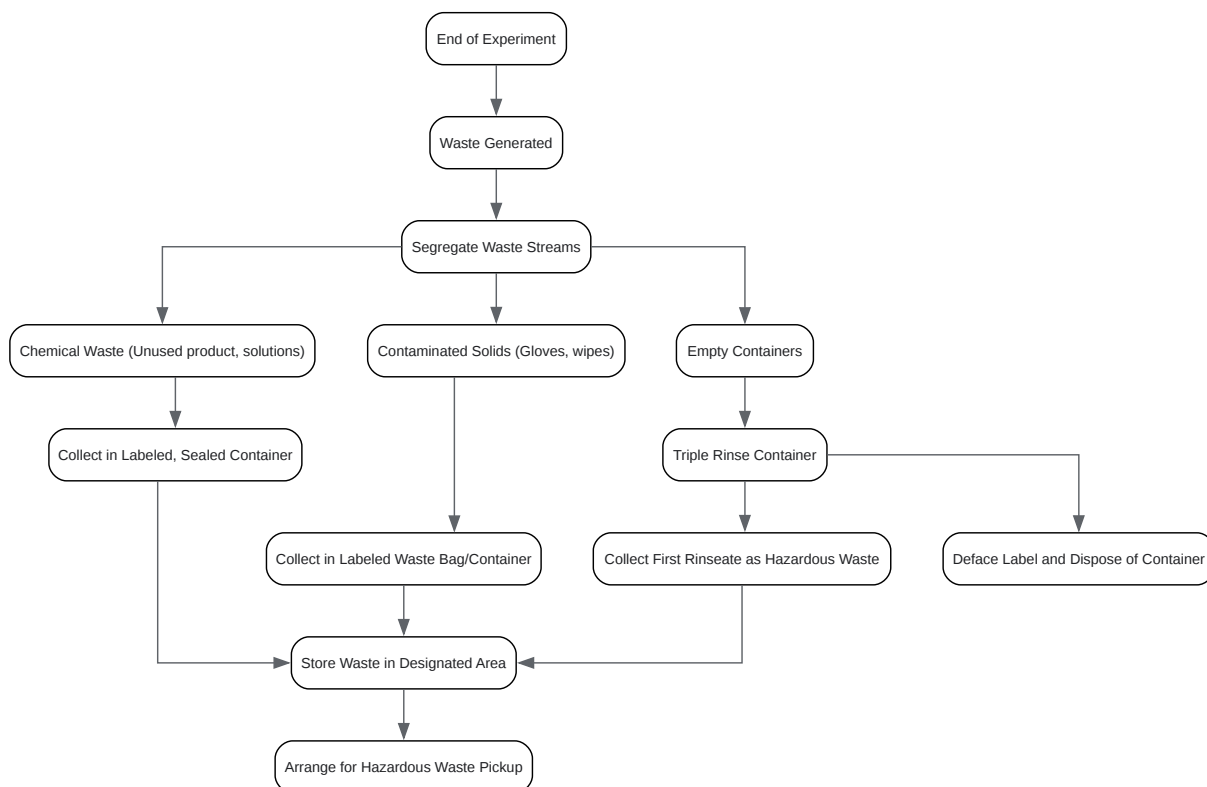 End of Experiment
Waste Generated
Segregate Waste Streams
Chemical Waste (Unused product, solutions)
Contaminated Solids (Gloves, wipes)
Empty Containers
Collect in Labeled, Sealed Container
Triple Rinse Container
Collect in Labeled Waste Bag/Container
Collect First Rinseate as Hazardous Waste
Deface Label and Dispose of Container
Store Waste in Designated Area
Arrange for Hazardous Waste Pickup